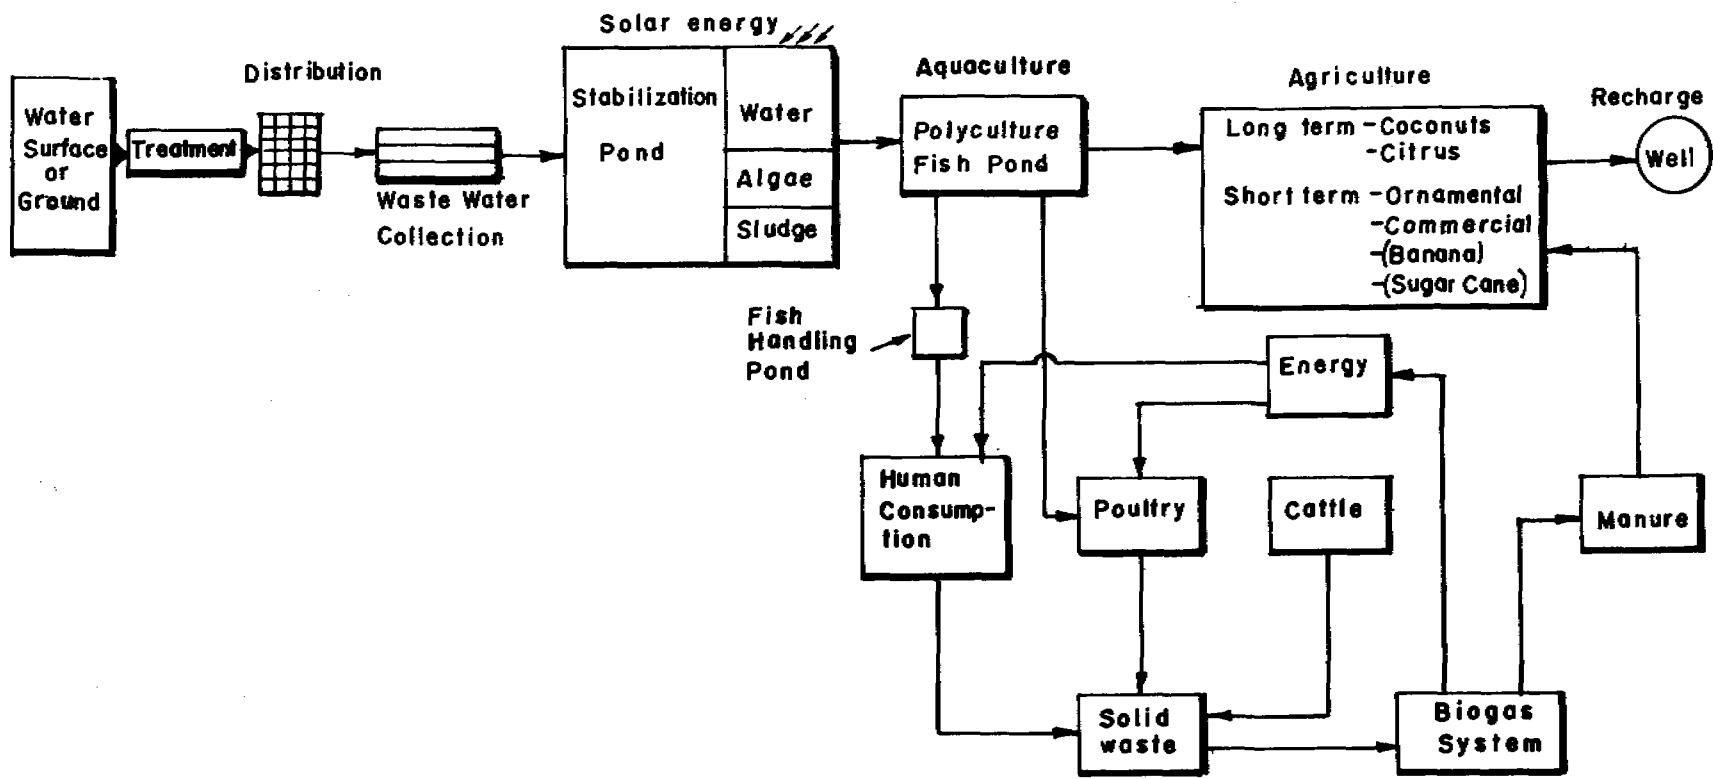 Solar energy
Distribution
Water
Surface
or
Ground
Treatment
Waste Water
Collection
Stabilization
Pond
Water
Algae
Sludge
Aquaculture
Polyculture
Fish Pond
Agriculture
Long term -Coconuts
-Citrus
Short term -Ornamental
-Commercial
-(Banana)
-(Sugar Cane)
Recharge
Well
Fish
Handling
Pond
Energy
Human
Consump-
tion
Poultry
Cattle
Manure
Solid
waste
Biogas
System